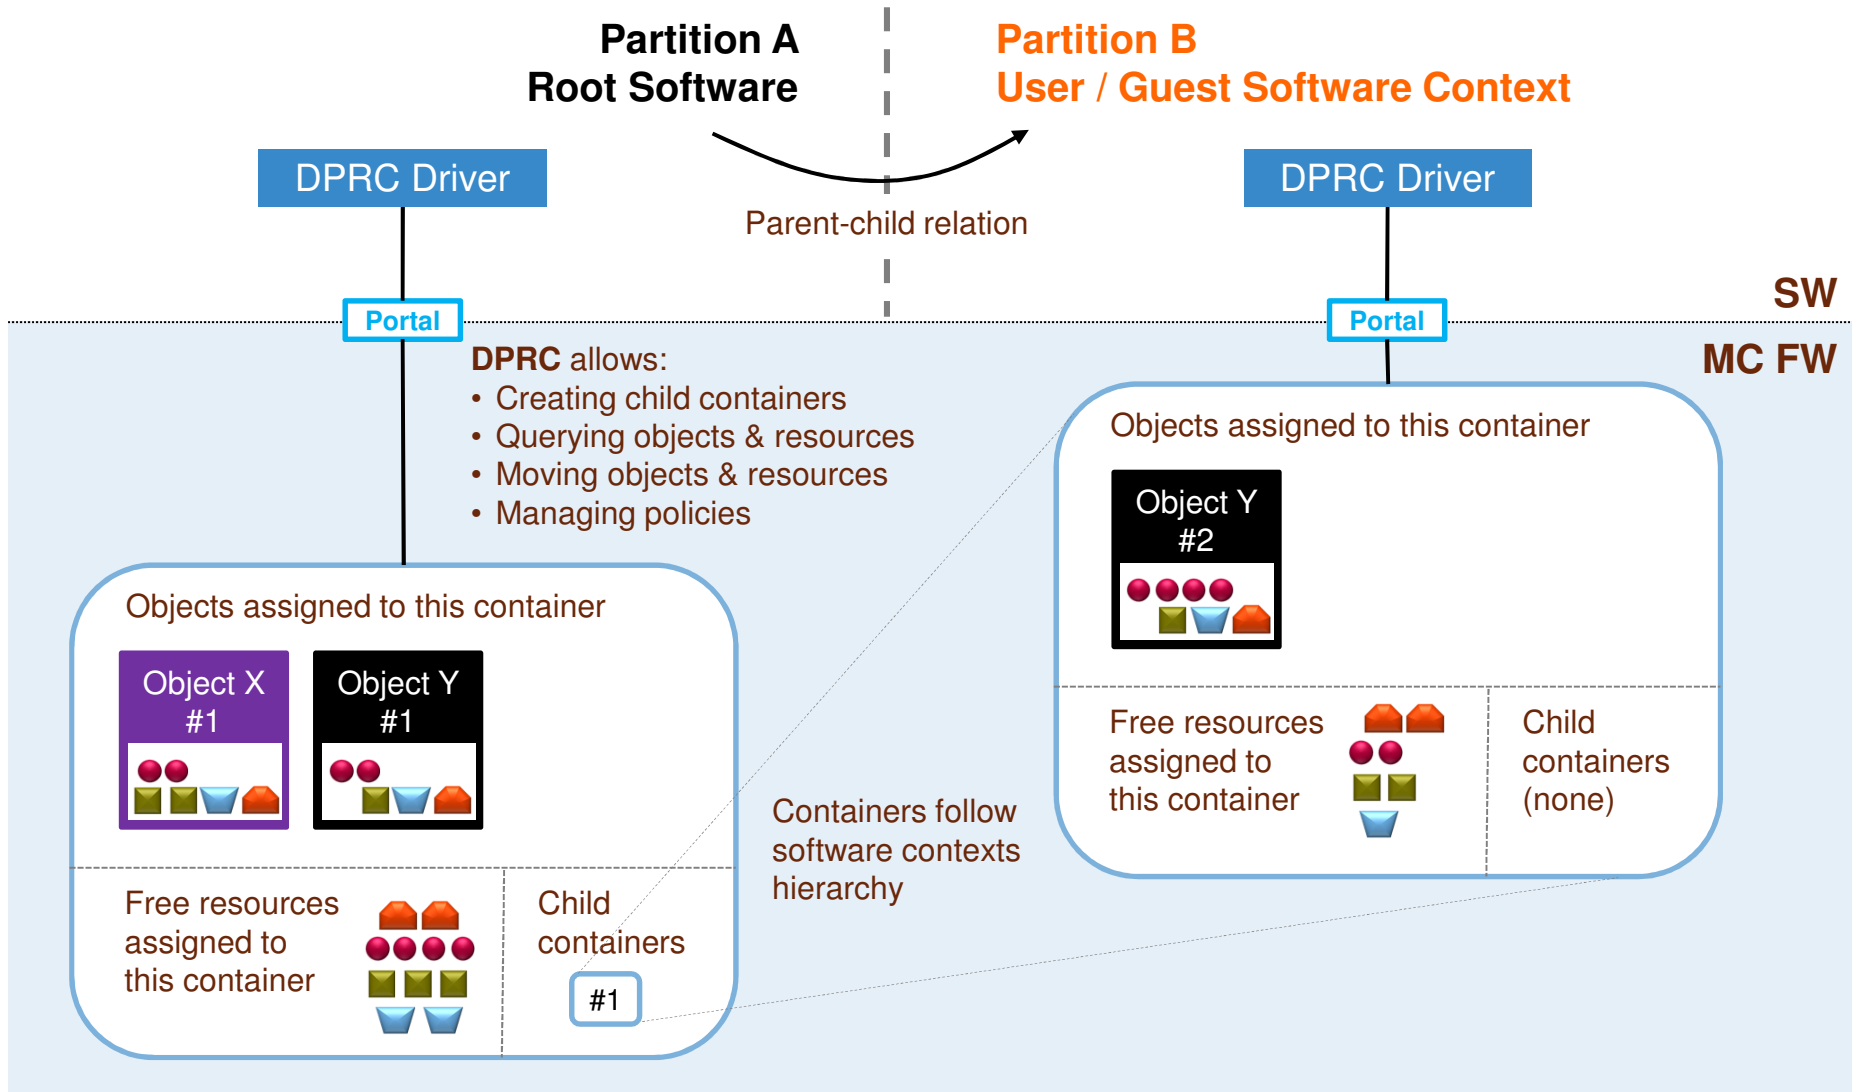 Partition A
Root Software
Partition B
User / Guest Software Context
DPRC Driver
DPRC Driver
Parent-child relation
SW
Portal
Portal
MC FW
DPRC allows:
• Creating child containers
• Querying objects & resources
• Moving objects & resources
• Managing policies
Objects assigned to this container
Object Y
#2
Free resources
assigned to
this container
Child
containers
(none)
Objects assigned to this container
Object X
#1
Object Y
#1
Containers follow
software contexts
hierarchy
Free resources
assigned to
this container
Child
containers
#1